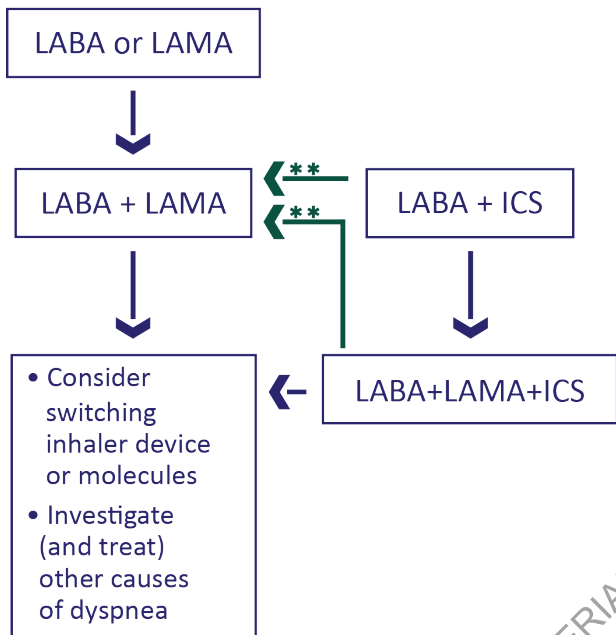 LABA or LAMA
**
LABA + LAMA
LABA + ICS
**
• Consider
switching
inhaler device
or molecules
• Investigate
(and treat)
other causes
of dyspnea
LABA+LAMA+ICS